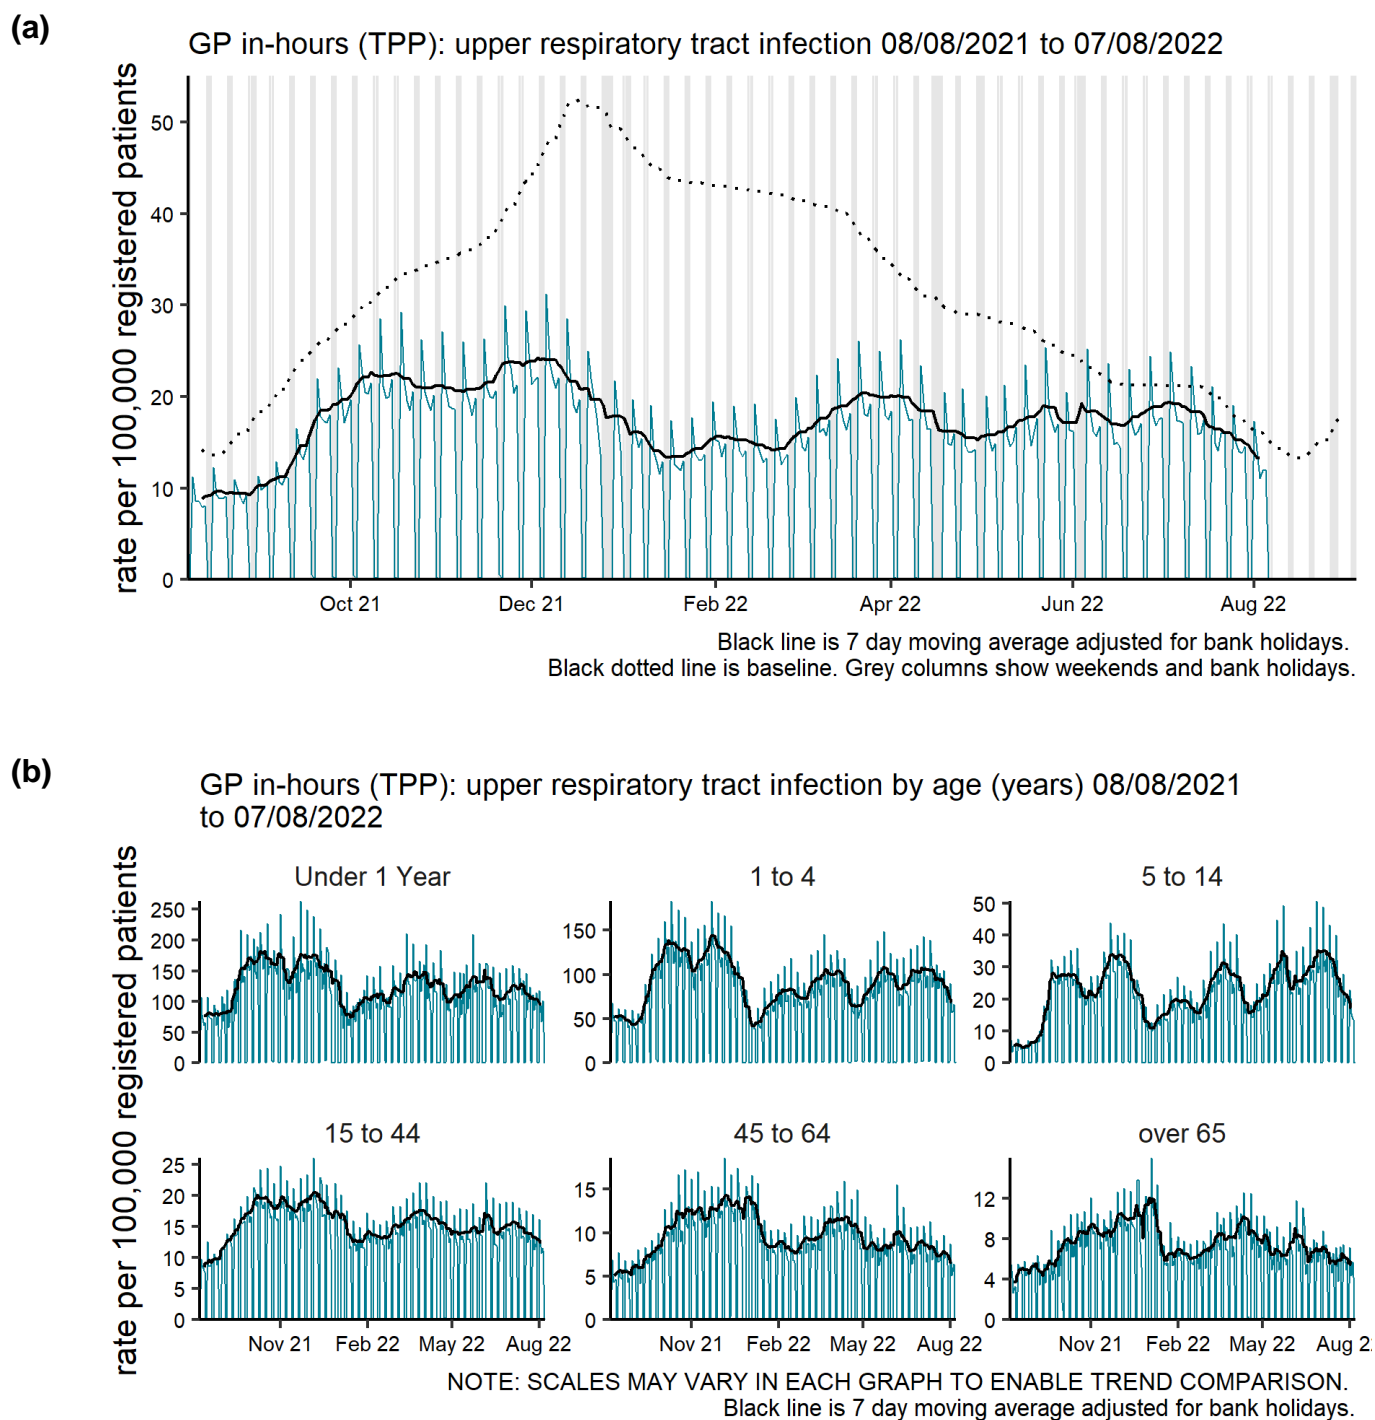 (a)
GP in-hours (TPP): upper respiratory tract infection 08/08/2021 to 07/08/2022
rate per 100,000 registered patients
50
40
30
20
10
0
Oct 21 Dec 21 Feb 22 Apr 22 Jun 22 Aug 22
Black line is 7 day moving average adjusted for bank holidays.
Black dotted line is baseline. Grey columns show weekends and bank holidays.
(b)
GP in-hours (TPP): upper respiratory tract infection by age (years) 08/08/2021
to 07/08/2022
rate per 100,000 registered patients
Under 1 Year
250
200
150
100
50
0
1 to 4
150
100
50
0
5 to 14
50
40
30
20
10
0
15 to 44
25
20
15
10
5
0
Nov 21 Feb 22 May 22 Aug 22
45 to 64
15
10
5
0
Nov 21 Feb 22 May 22 Aug 22
over 65
12
8
4
0
Nov 21 Feb 22 May 22 Aug 2
NOTE: SCALES MAY VARY IN EACH GRAPH TO ENABLE TREND COMPARISON.
Black line is 7 day moving average adjusted for bank holidays.